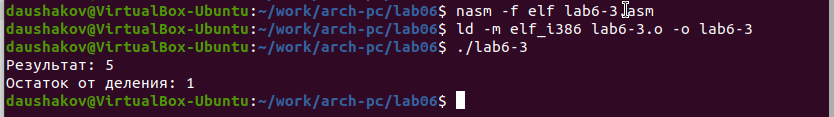 daushakov@VirtualBox-Ubuntu:~/work/arch-pc/lab06$ nasm -f elf lab6-3.asm
daushakov@VirtualBox-Ubuntu:~/work/arch-pc/lab06$ ld -m elf_i386 lab6-3.o -o lab6-3
daushakov@VirtualBox-Ubuntu:~/work/arch-pc/lab06$ ./lab6-3
Результат: 5
Остаток от деления: 1
daushakov@VirtualBox-Ubuntu:~/work/arch-pc/lab06$